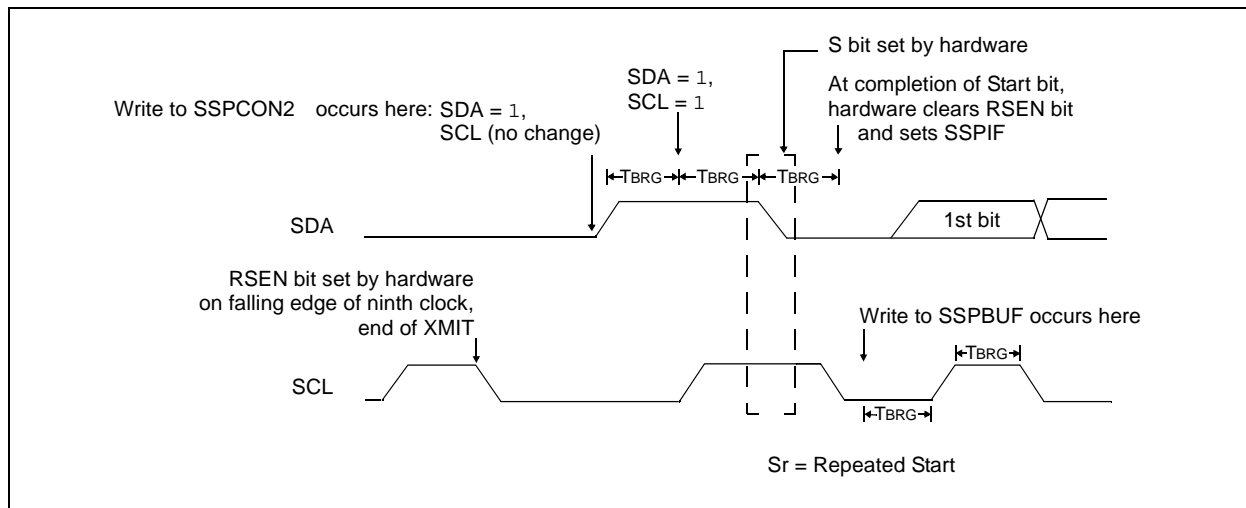 S bit set by hardware
SDA = 1,
SCL = 1
At completion of Start bit,
hardware clears RSEN bit
and sets SSPIF
Write to SSPCON2 occurs here: SDA = 1,
SCL (no change)
TBRG TBRG TBRG
SDA
1st bit
RSEN bit set by hardware
on falling edge of ninth clock,
end of XMIT
Write to SSPBUF occurs here
TBRG
SCL
TBRG
Sr = Repeated Start